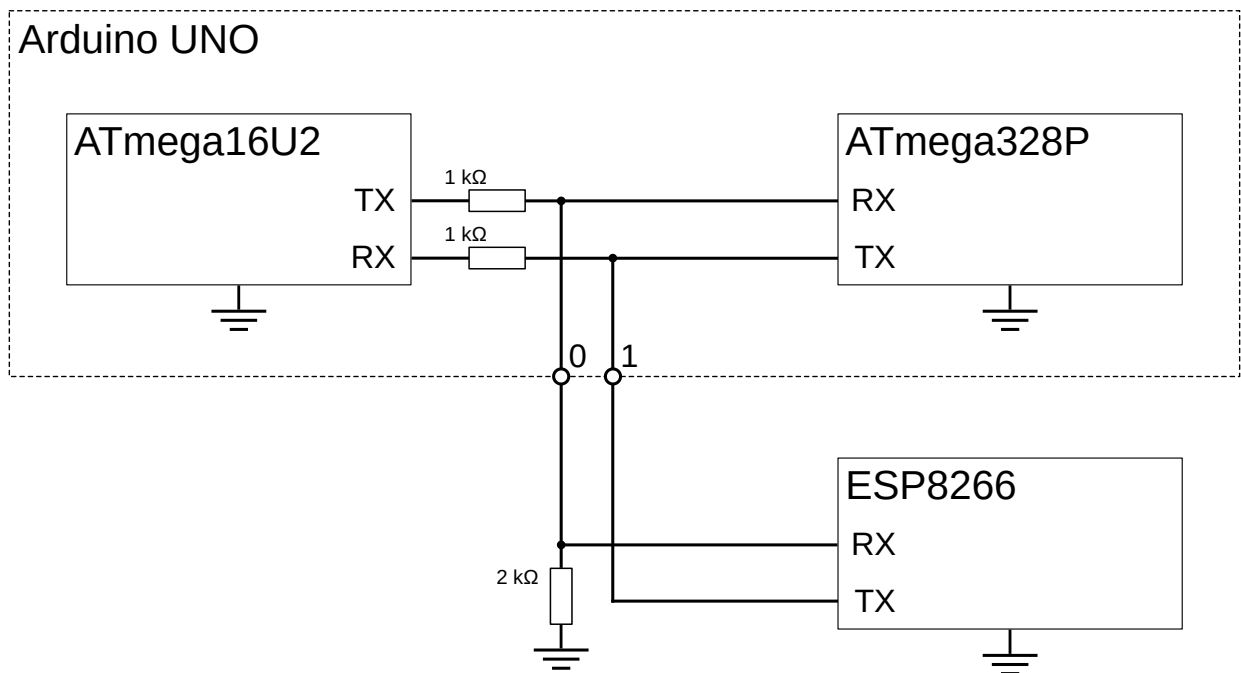 Arduino UNO
ATmega16U2
ATmega328P
1 kΩ
TX
RX
1 kΩ
RX
TX
0
1
ESP8266
RX
2 kΩ
TX